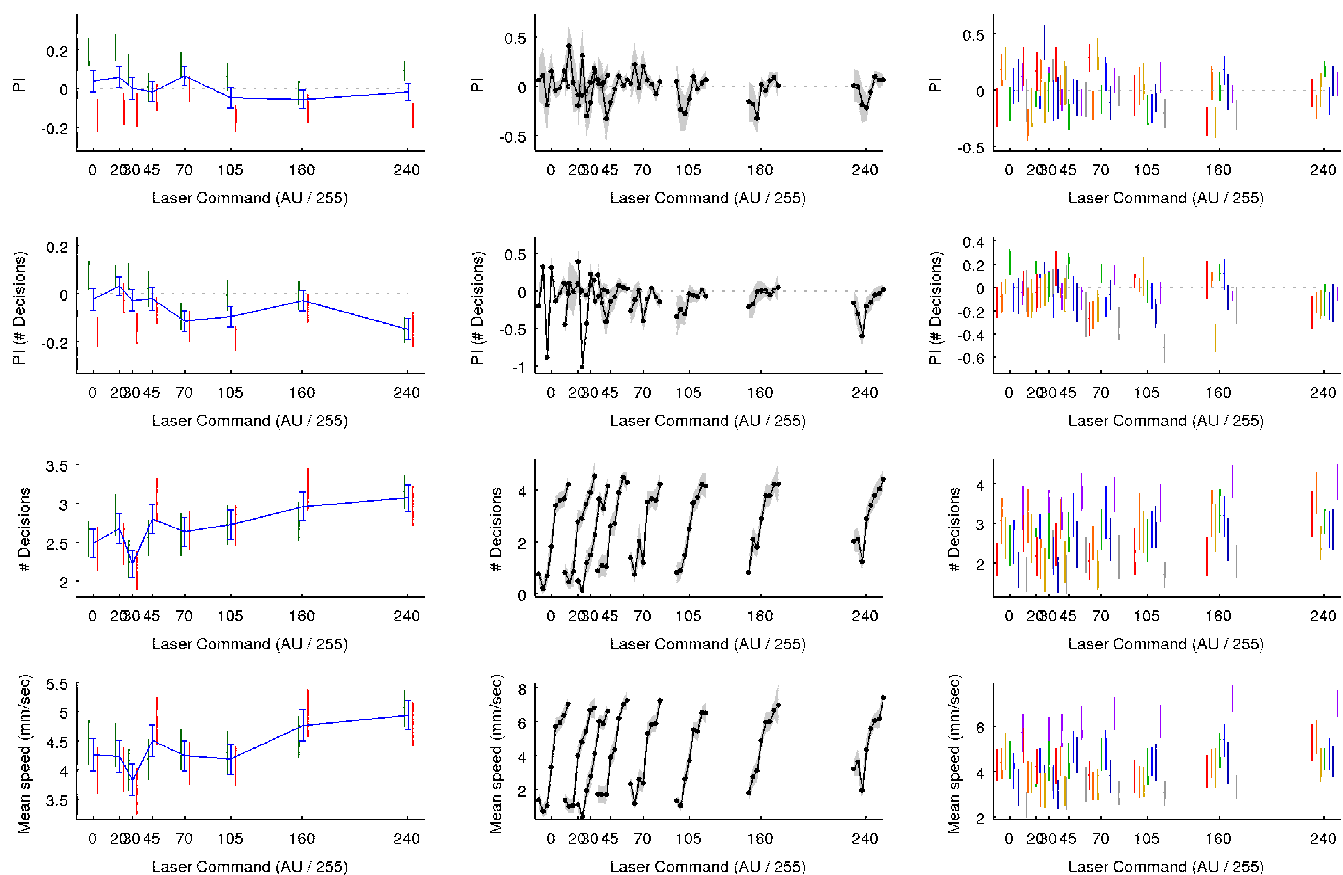 PI
0.2
0
-0.2
0 20 30 45 70 105 160 240
Laser Command (AU / 255)
PI
0.5
0
-0.5
0 20 30 45 70 105 160 240
Laser Command (AU / 255)
PI
0.5
0
-0.5
0 20 30 45 70 105 160 240
Laser Command (AU / 255)
PI (# Decisions)
0.2
0
-0.2
0 20 30 45 70 105 160 240
Laser Command (AU / 255)
PI (# Decisions)
0.5
0
-0.5
-1
0 20 30 45 70 105 160 240
Laser Command (AU / 255)
PI (# Decisions)
0.4
0.2
0
-0.2
-0.4
-0.6
0 20 30 45 70 105 160 240
Laser Command (AU / 255)
# Decisions
3.5
3
2.5
2
0 20 30 45 70 105 160 240
Laser Command (AU / 255)
# Decisions
4
2
0
0 20 30 45 70 105 160 240
Laser Command (AU / 255)
# Decisions
4
3
2
0 20 30 45 70 105 160 240
Laser Command (AU / 255)
Mean speed (mm/sec)
5.5
5
4.5
4
3.5
0 20 30 45 70 105 160 240
Laser Command (AU / 255)
Mean speed (mm/sec)
8
6
4
2
0 20 30 45 70 105 160 240
Laser Command (AU / 255)
Mean speed (mm/sec)
6
4
2
0 20 30 45 70 105 160 240
Laser Command (AU / 255)